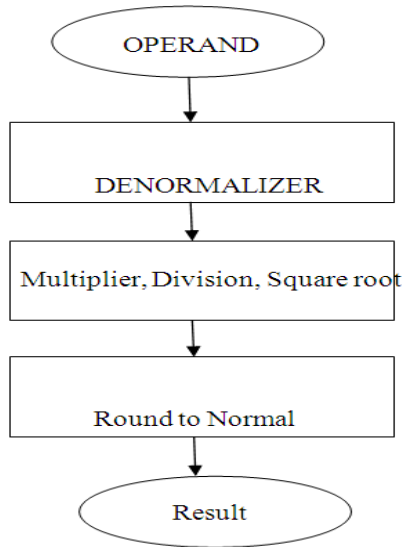 OPERAND
DENORMALIZER
Multiplier, Division, Square root
Round to Normal
Result